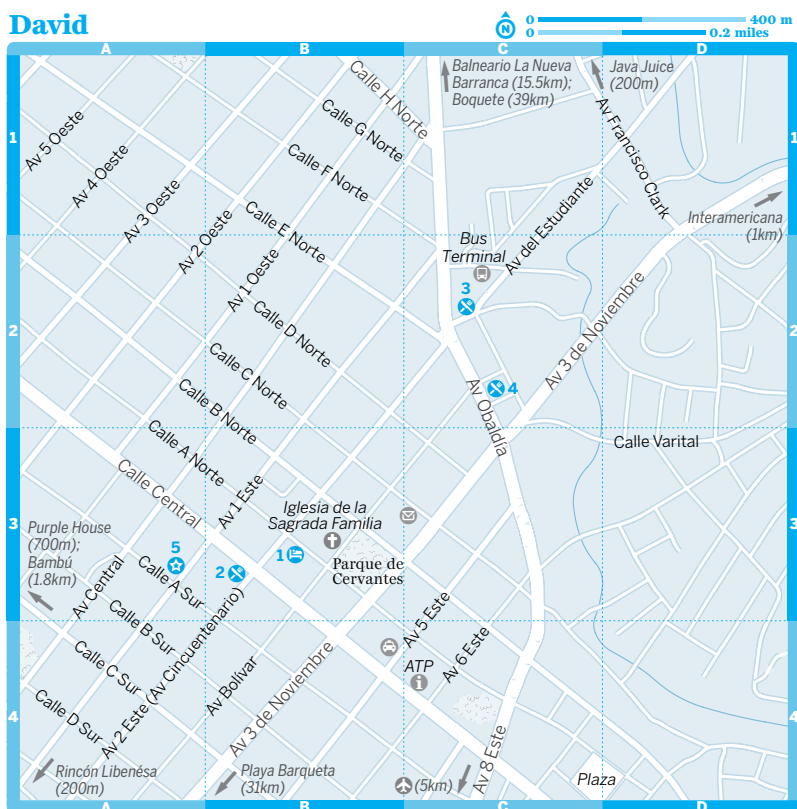 David
N
0 400 m
0 0.2 miles
A B C D
Balneario La Nueva
Barranca (15.5km);
Boquete (39km)
Java Juice
(200m)
Calle H Norte
Calle G Norte
Calle F Norte
Av Francisco Clark
1
1
Av 5 Oeste
Av 4 Oeste
Av 3 Oeste
Av 2 Oeste
Av 1 Oeste
Calle E Norte
Av del Estudiante
Interamericana
(1km)
Bus
Terminal
3
2
2
Calle D Norte
Calle C Norte
Calle B Norte
Calle A Norte
Av 3 de Noviembre
4
Av Obaldía
Calle Varital
Calle Central
Av 1 Este
Iglesia de la
Sagrada Familia
3
3
Purple House
(700m);
Bambú
(1.8km)
5
2
1
Parque de
Cervantes
Av Central
Calle A Sur
Calle B Sur
Calle C Sur
Calle D Sur
Av 2 Este (Av Cincuentenario)
Av Bolívar
Av 3 de Noviembre
Av 5 Este
Av 6 Este
ATP
4
4
Av 8 Este
Rincón Libenésa
(200m)
Playa Barqueta
(31km)
(5km)
Plaza
A B C D